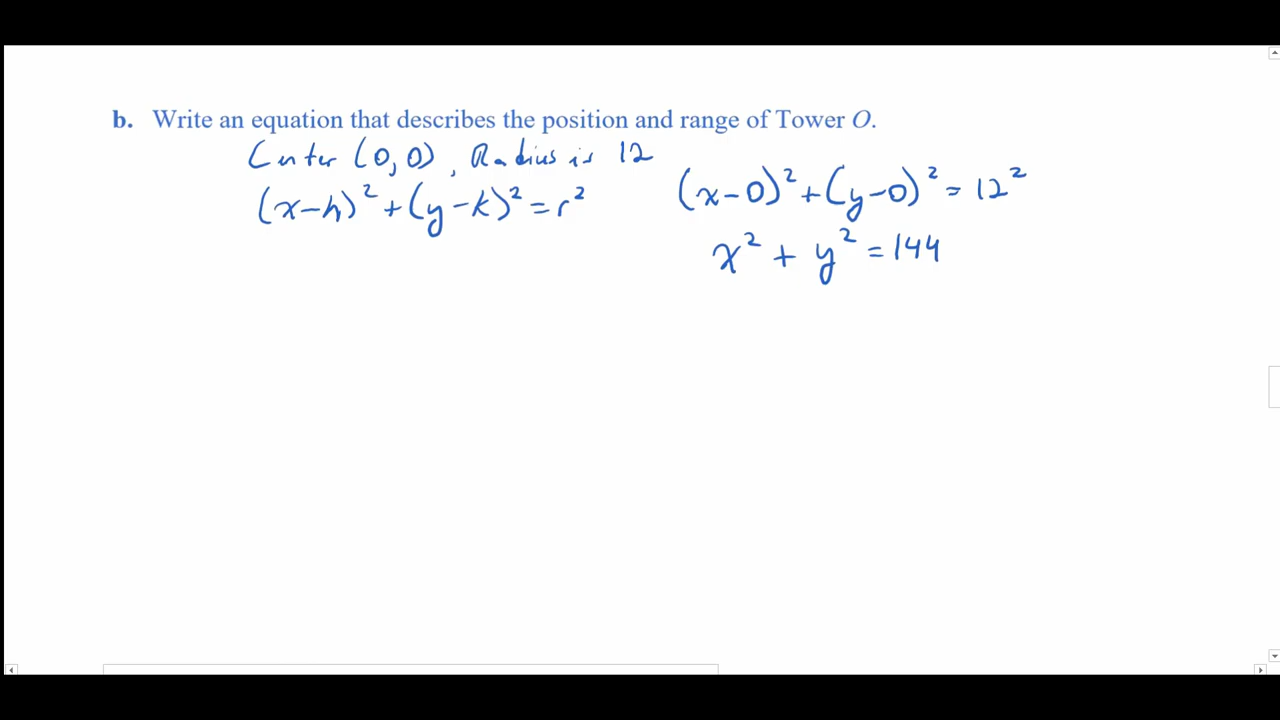 b. Write an equation that describes the position and range of Tower O.
Center (0,0), Radius is 12
(x-h)²+(y-k)²=r²
(x-0)²+(y-0)²=12²
x²+y²=144